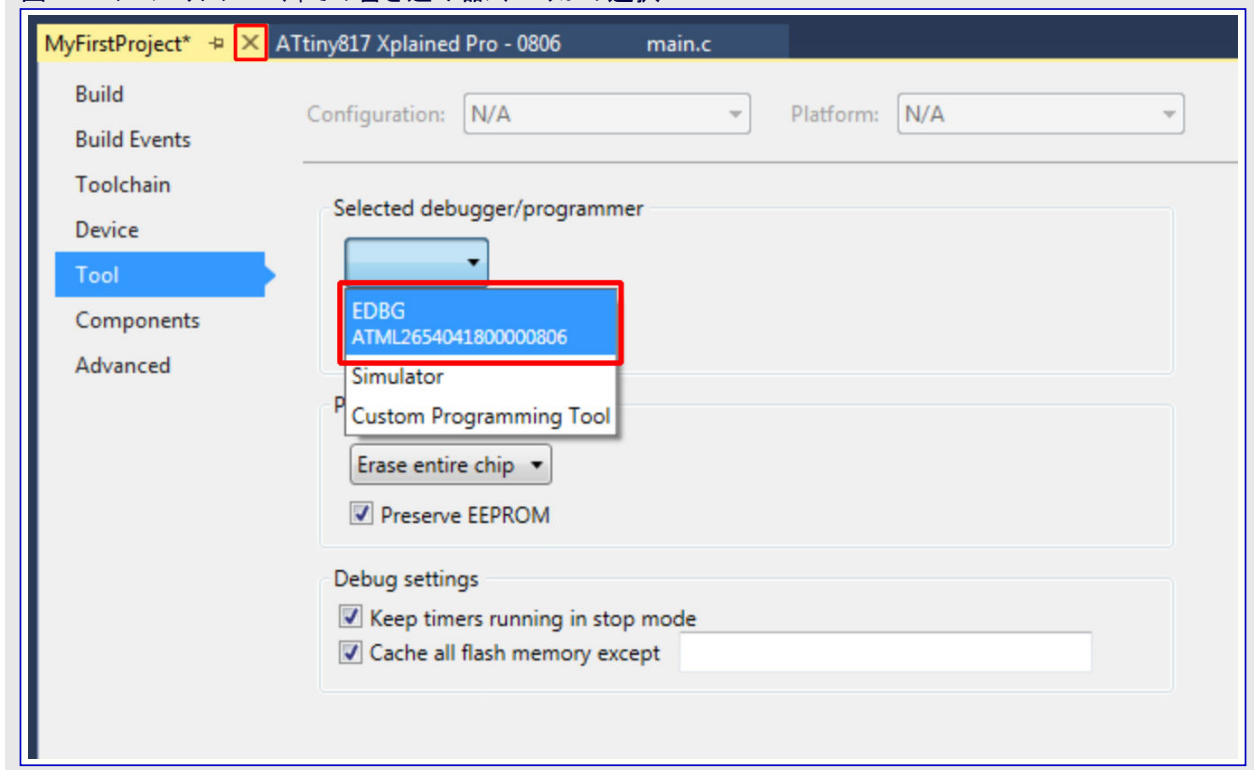 MyFirstProject* ATtiny817 Xplained Pro - 0806 main.c
Build
Configuration: N/A Platform: N/A
Build Events
Toolchain
Selected debugger/programmer
Device
Tool
EDBG
ATML2654041800000806
Components
Advanced
Simulator
Custom Programming Tool
Erase entire chip
Preserve EEPROM
Debug settings
Keep timers running in stop mode
Cache all flash memory except